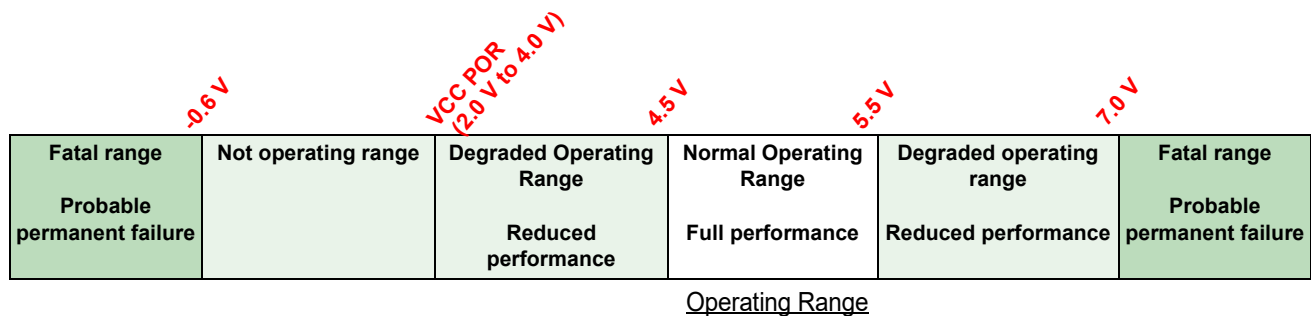 -0.6 V
VCC POR
(2.0 V to 4.0 V)
4.5 V
5.5 V
7.0 V
Fatal range
Probable
permanent failure
Not operating range
Degraded Operating
Range
Reduced
performance
Normal Operating
Range
Full performance
Degraded operating
range
Reduced performance
Fatal range
Probable
permanent failure
Operating Range